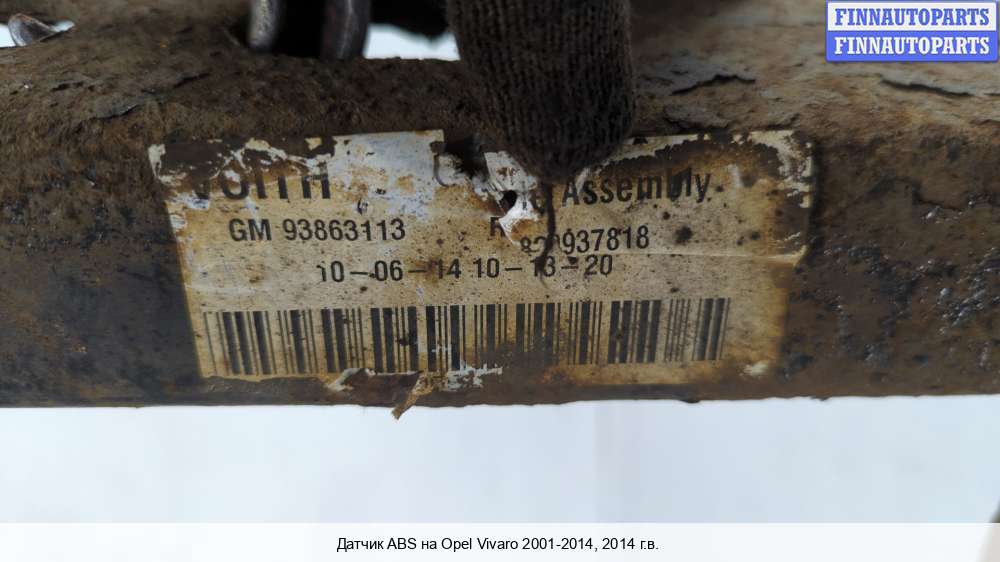 FINNAUTOPARTS
FINNAUTOPARTS
Assembly
GM 93863113
937818
10-06-14 10-13-20
Датчик ABS на Opel Vivaro 2001-2014, 2014 г.в.